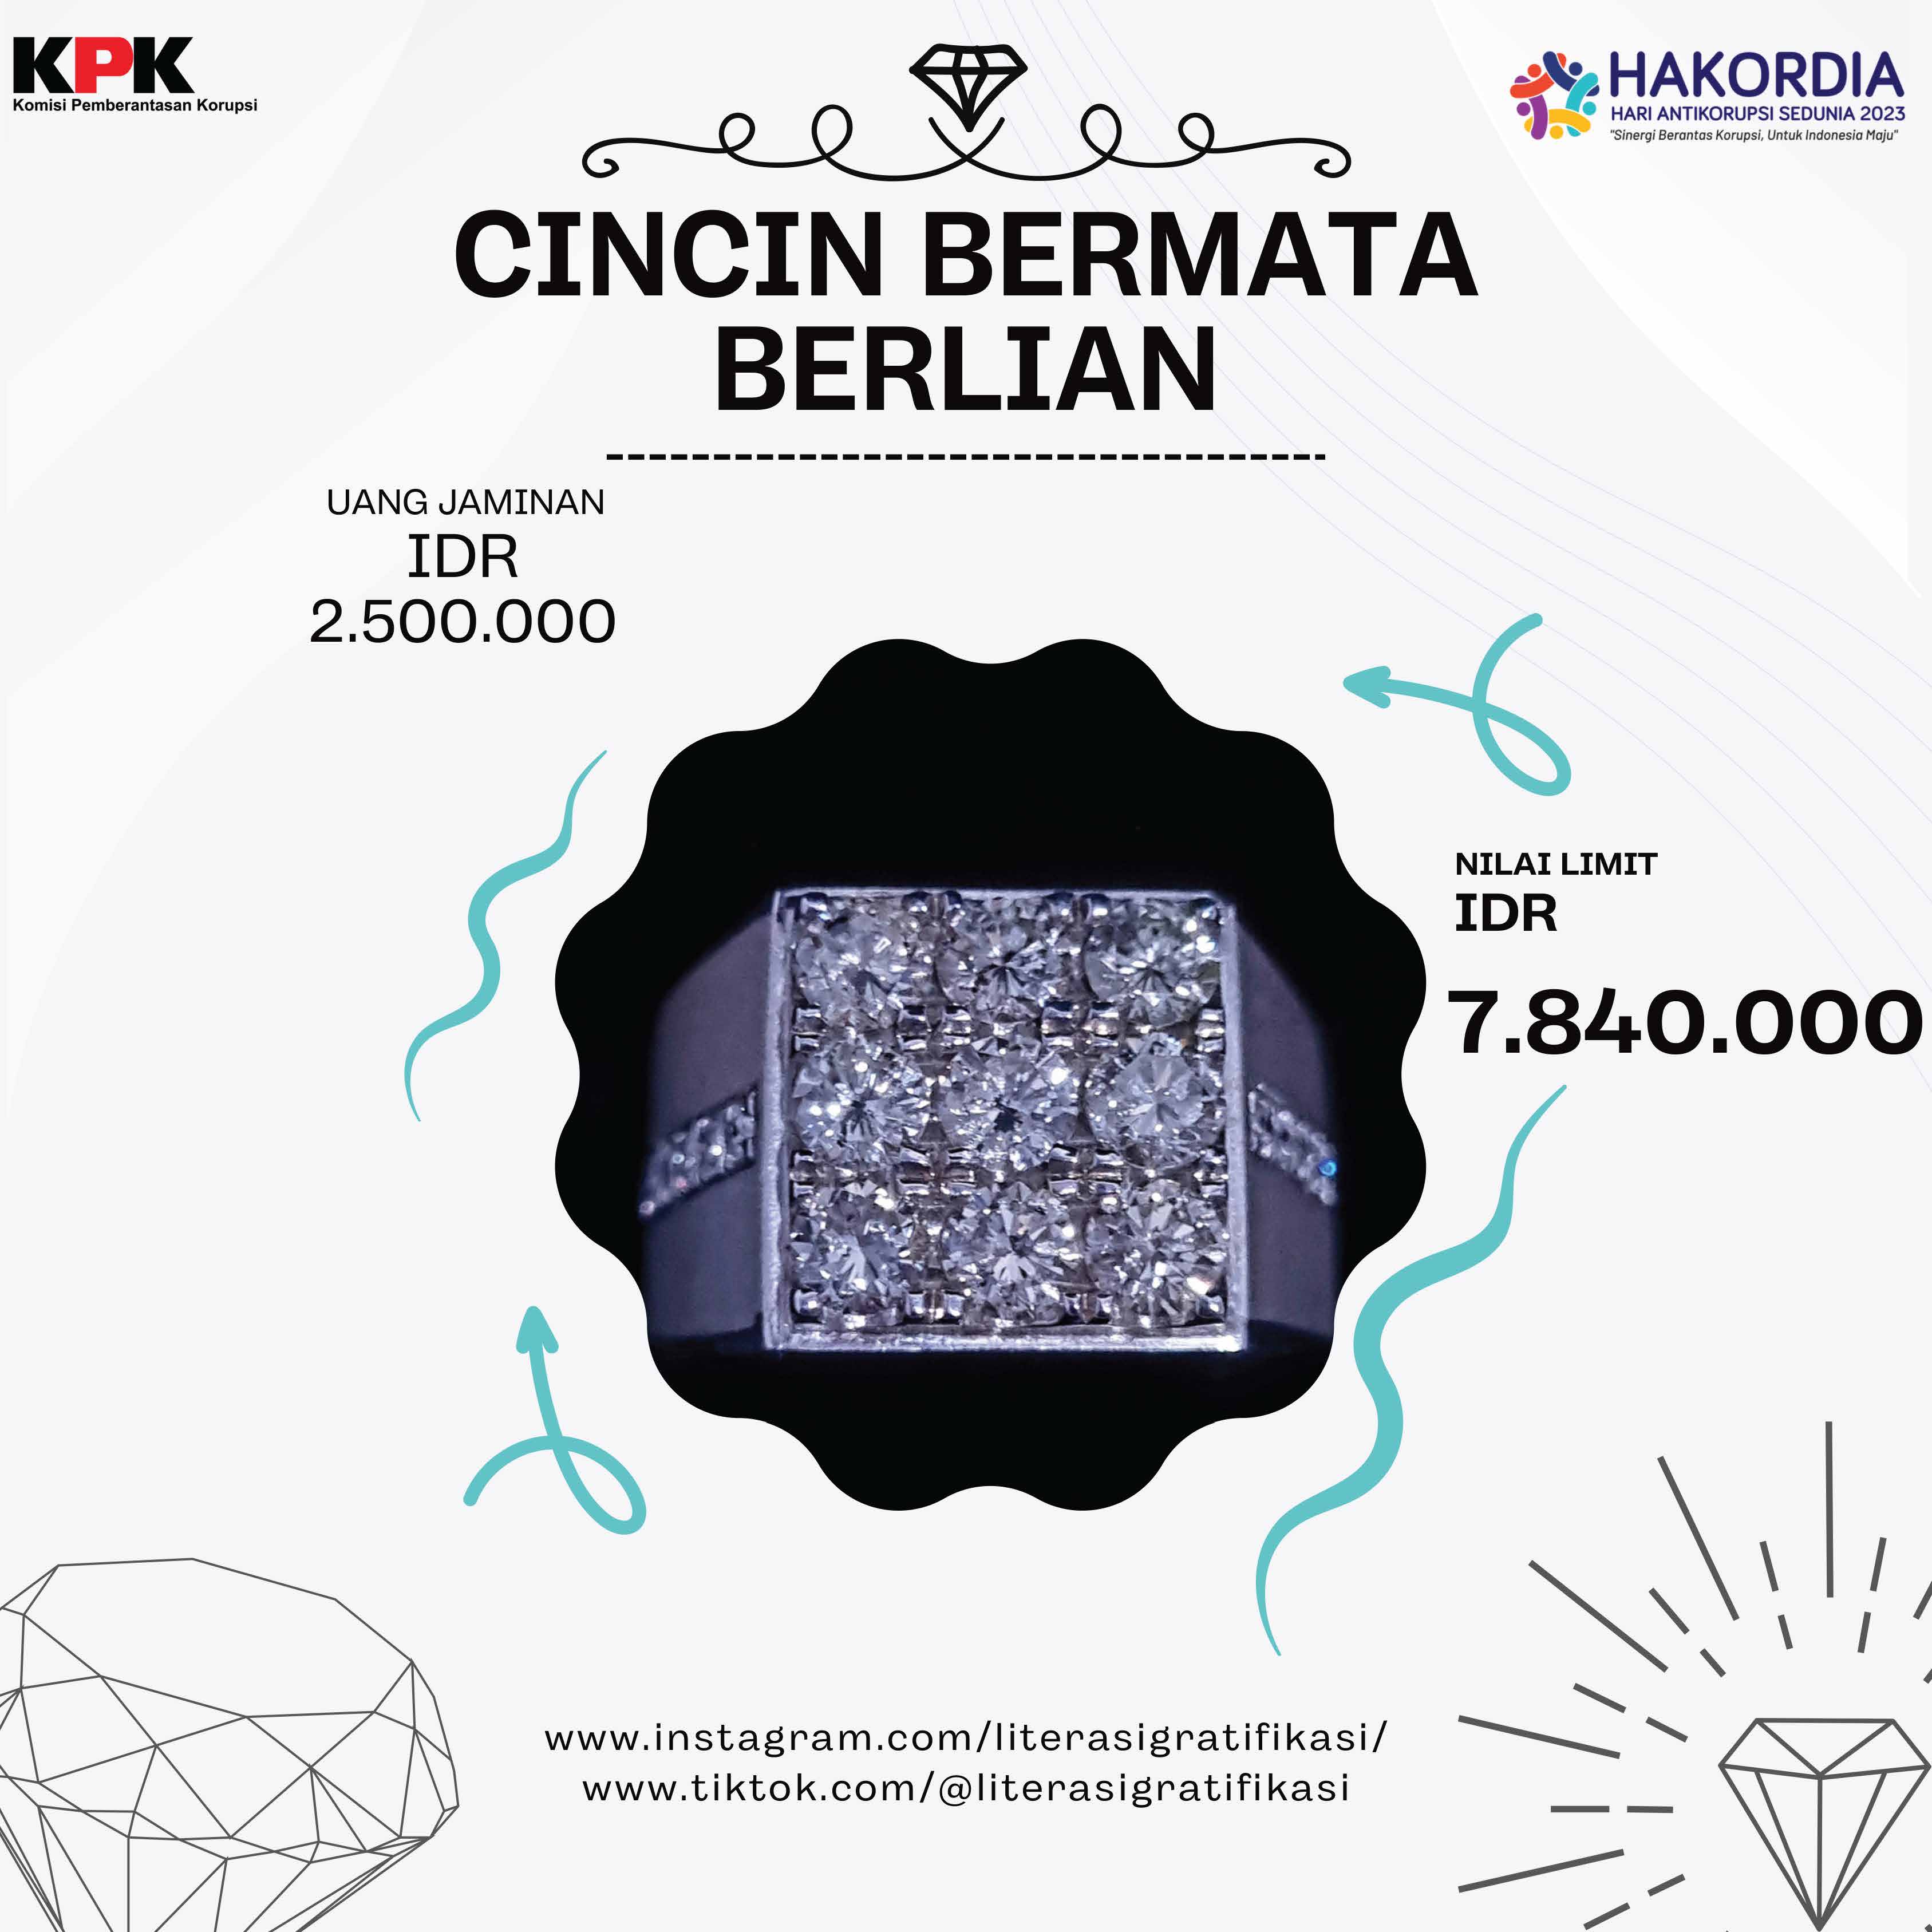 KPK
Komisi Pemberantasan Korupsi
HAKORDIA
HARI ANTIKORUPSI SEDUNIA 2023
"Sinergi Berantas Korupsi, Untuk Indonesia Maju"
CINCIN BERMATA
BERLIAN
UANG JAMINAN
IDR
2.500.000
NILAI LIMIT
IDR
7.840.000
www.instagram.com/literasigratifikasi/
www.tiktok.com/@literasigratifikasi